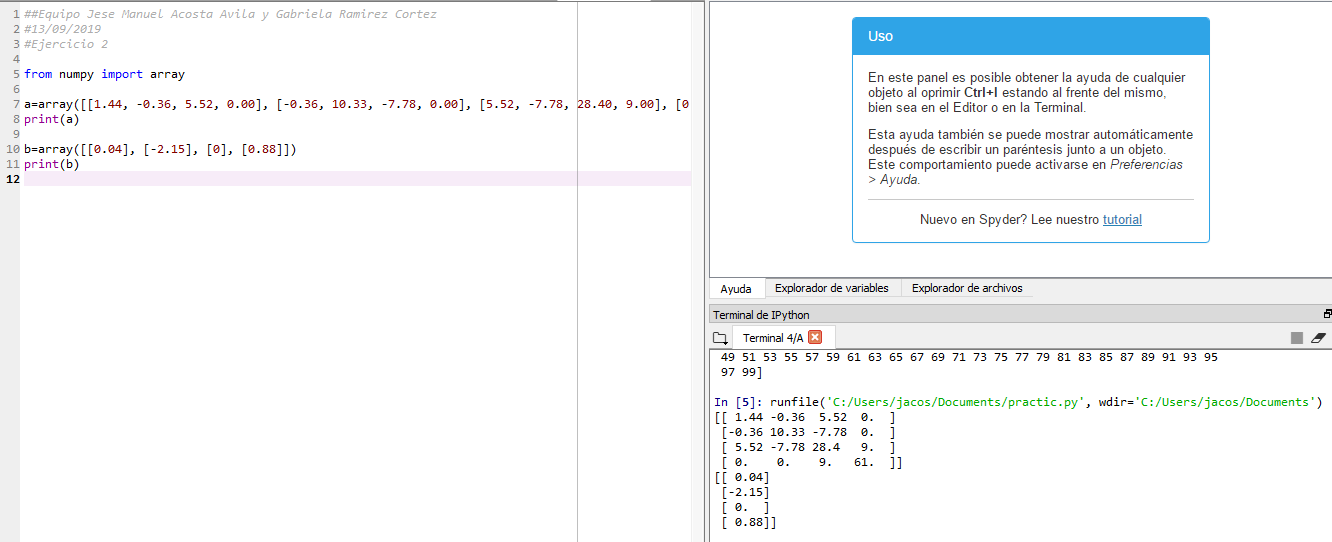 1 ##Equipo Jese Manuel Acosta Avila y Gabriela Ramirez Cortez
2 #13/09/2019
3 #Ejercicio 2
4
5 from numpy import array
6
7 a=array([[1.44, -0.36, 5.52, 0.00], [-0.36, 10.33, -7.78, 0.00], [5.52, -7.78, 28.40, 9.00], [0
8 print(a)
9
10 b=array([[0.04], [-2.15], [0], [0.88]])
11 print(b)
12
Uso
En este panel es posible obtener la ayuda de cualquier
objeto al oprimir Ctrl+I estando al frente del mismo,
bien sea en el Editor o en la Terminal.
Esta ayuda también se puede mostrar automáticamente
después de escribir un paréntesis junto a un objeto.
Este comportamiento puede activarse en Preferencias
> Ayuda.
Nuevo en Spyder? Lee nuestro tutorial
Ayuda Explorador de variables Explorador de archivos
Terminal de IPython
Terminal 4/A
49 51 53 55 57 59 61 63 65 67 69 71 73 75 77 79 81 83 85 87 89 91 93 95
97 99]
In [5]: runfile('C:/Users/jacos/Documents/practic.py', wdir='C:/Users/jacos/Documents')
[[ 1.44 -0.36  5.52  0.  ]
[-0.36 10.33 -7.78  0.  ]
[ 5.52 -7.78 28.4   9.  ]
[ 0.    0.    9.   61.  ]]
[[ 0.04]
[-2.15]
[ 0.  ]
[ 0.88]]